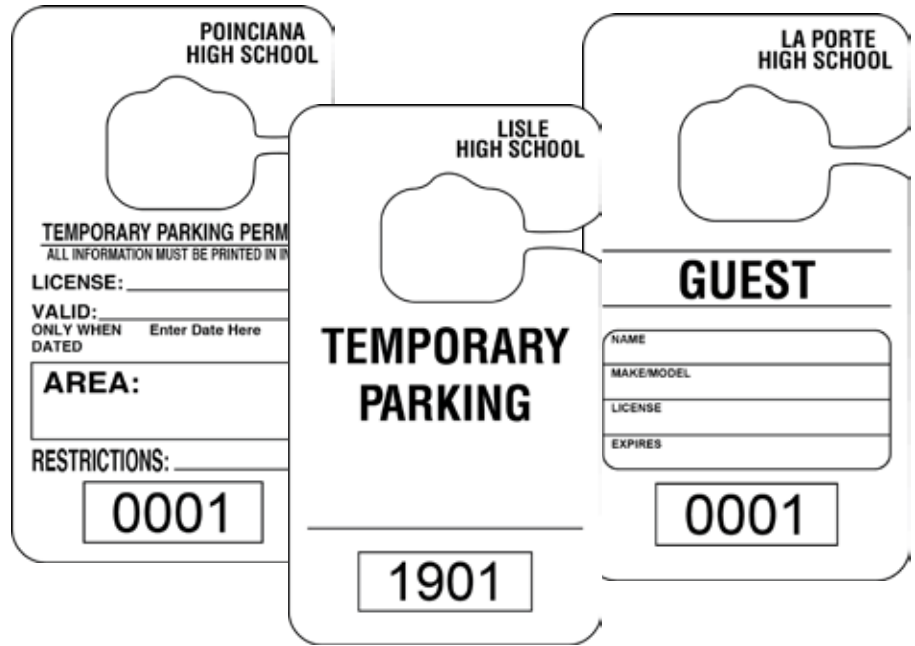 POINCIANA
HIGH SCHOOL
TEMPORARY PARKING PERM
ALL INFORMATION MUST BE PRINTED IN IN
LICENSE:
VALID:
ONLY WHEN Enter Date Here
DATED
AREA:
RESTRICTIONS:
0001
LISLE
HIGH SCHOOL
TEMPORARY
PARKING
1901
LA PORTE
HIGH SCHOOL
GUEST
NAME
MAKE/MODEL
LICENSE
EXPIRES
0001